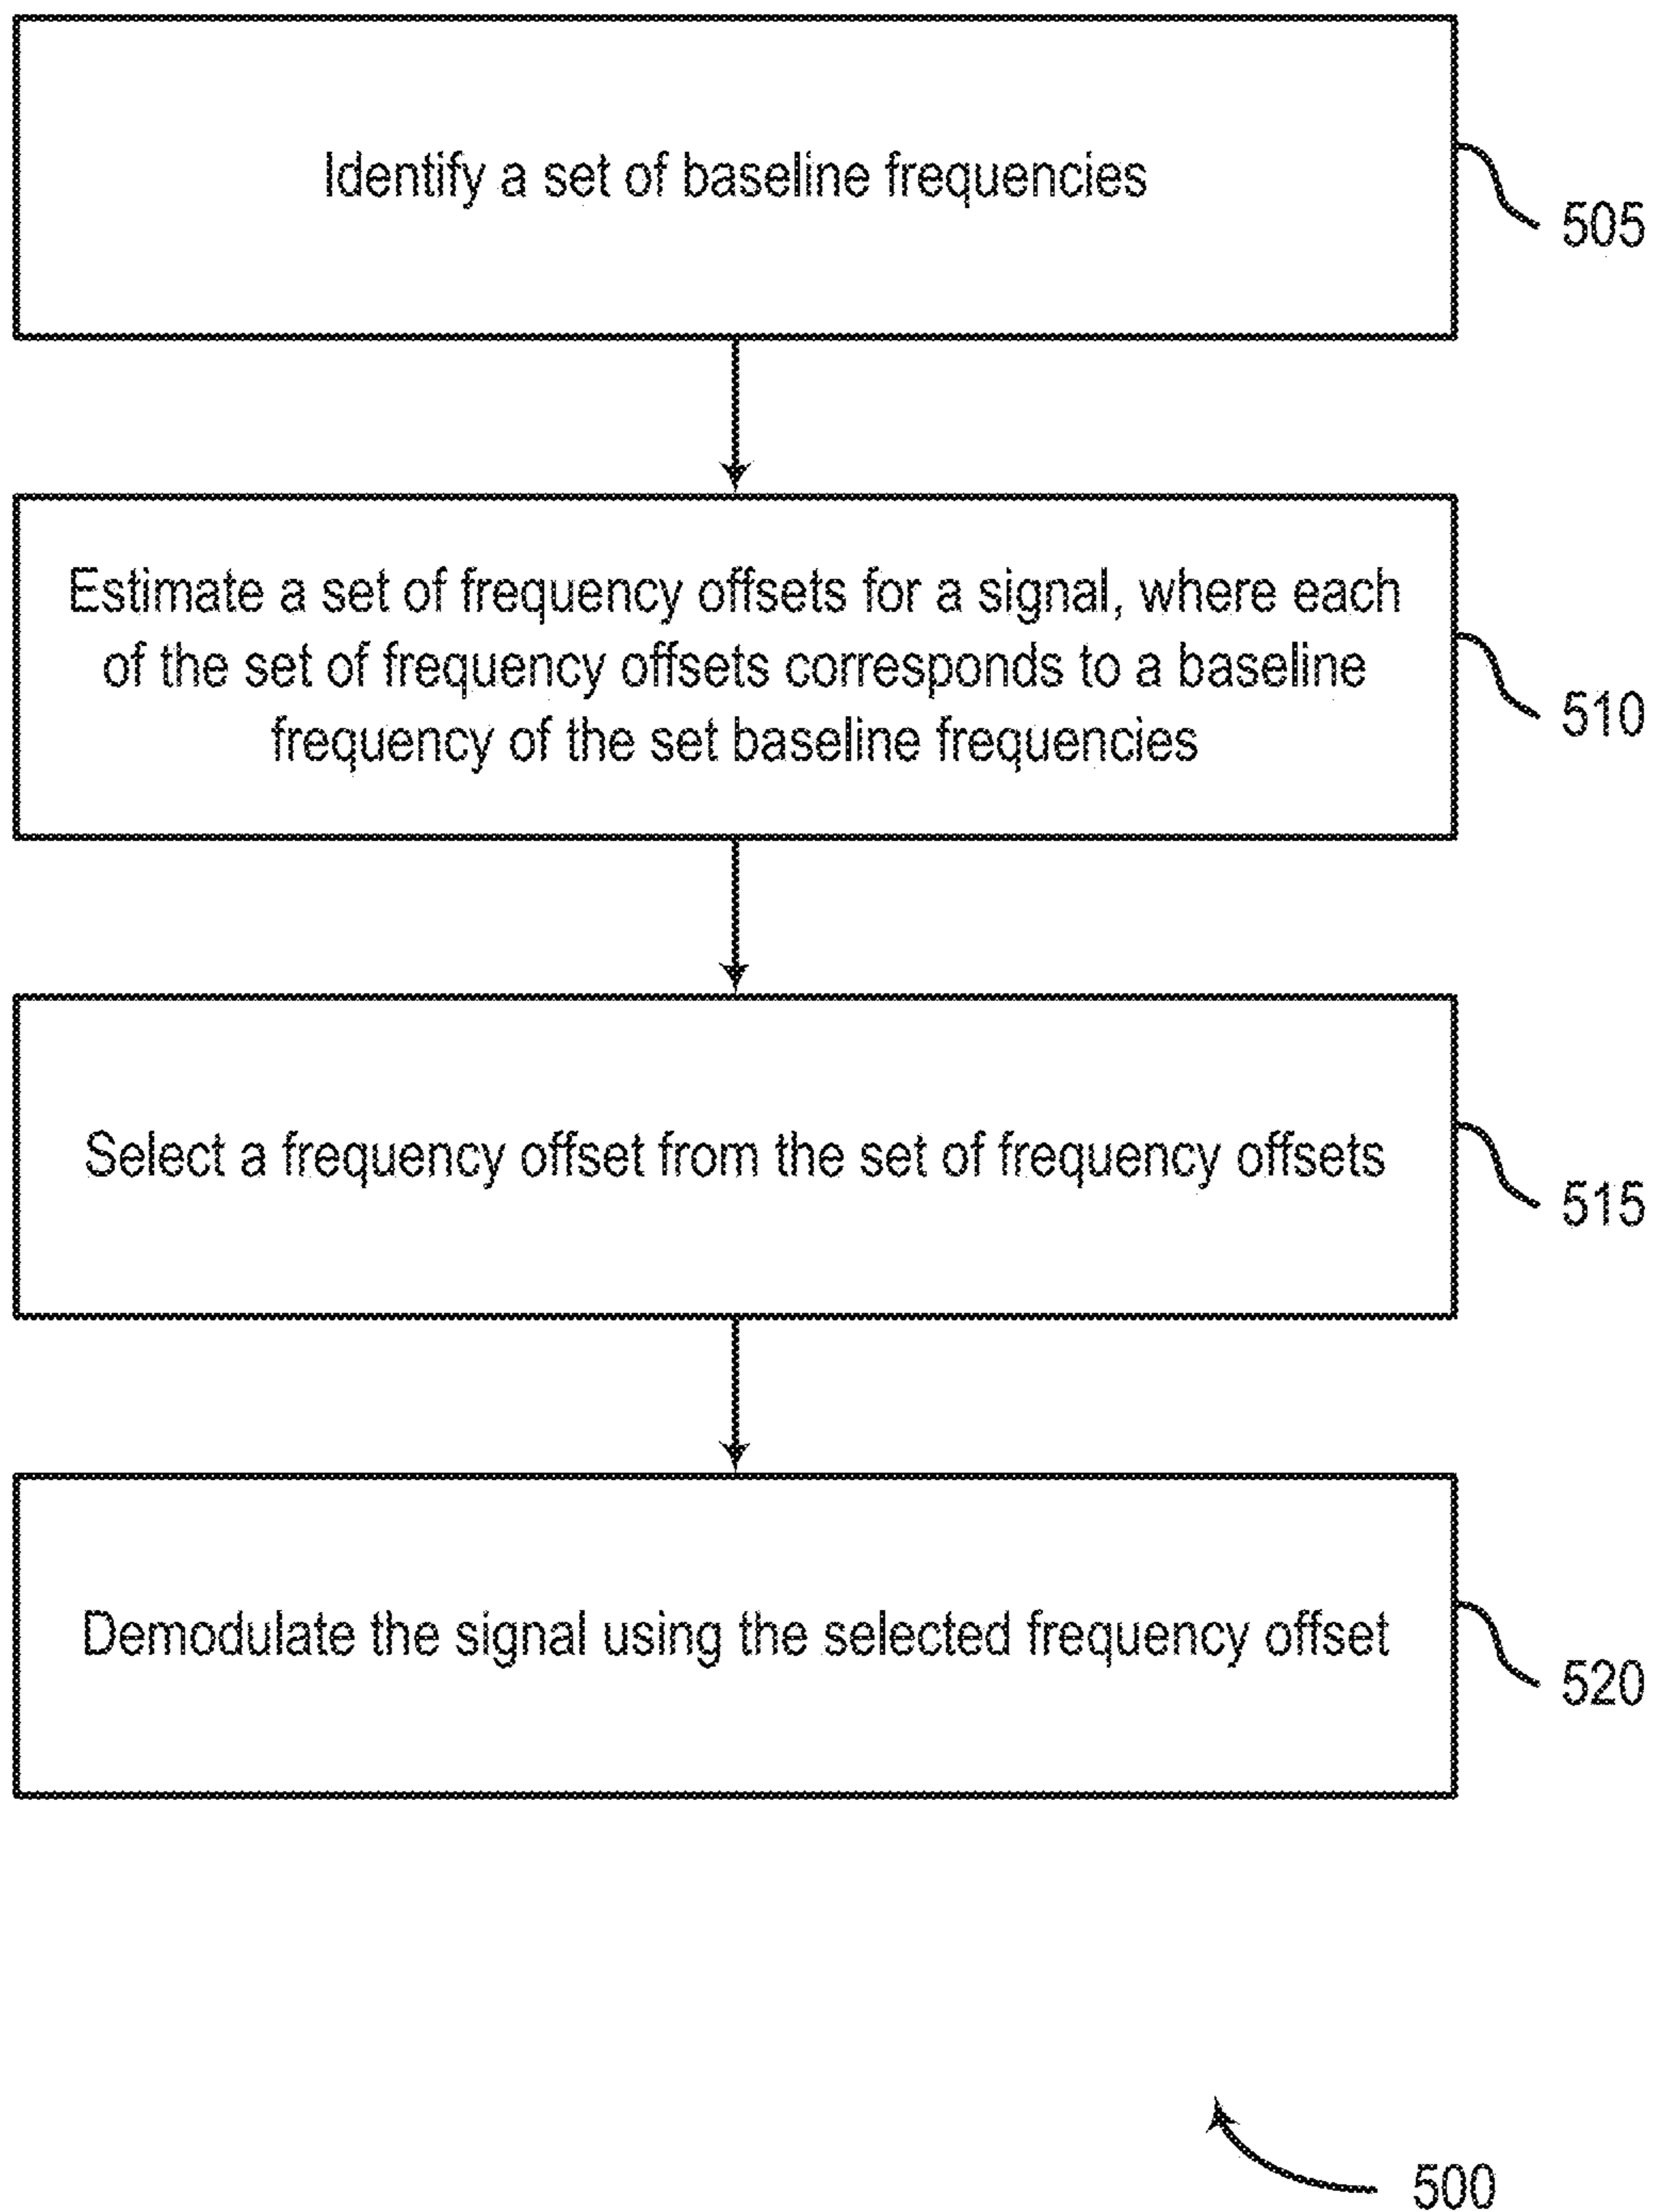 Identify a set of baseline frequencies
505
Estimate a set of frequency offsets for a signal, where each
of the set of frequency offsets corresponds to a baseline
frequency of the set baseline frequencies
510
Select a frequency offset from the set of frequency offsets
515
Demodulate the signal using the selected frequency offset
520
500